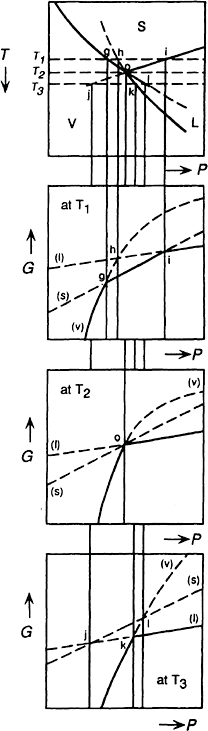 S
T
T1
g h i
T2
o
T3
j k l
V L
P
at T1
(l)
h
i
G
g
(s)
(v)
P
at T2
(v)
(l)
o
G
(s)
P
(v)
(s)
G
l
(l)
j
k
at T3
P